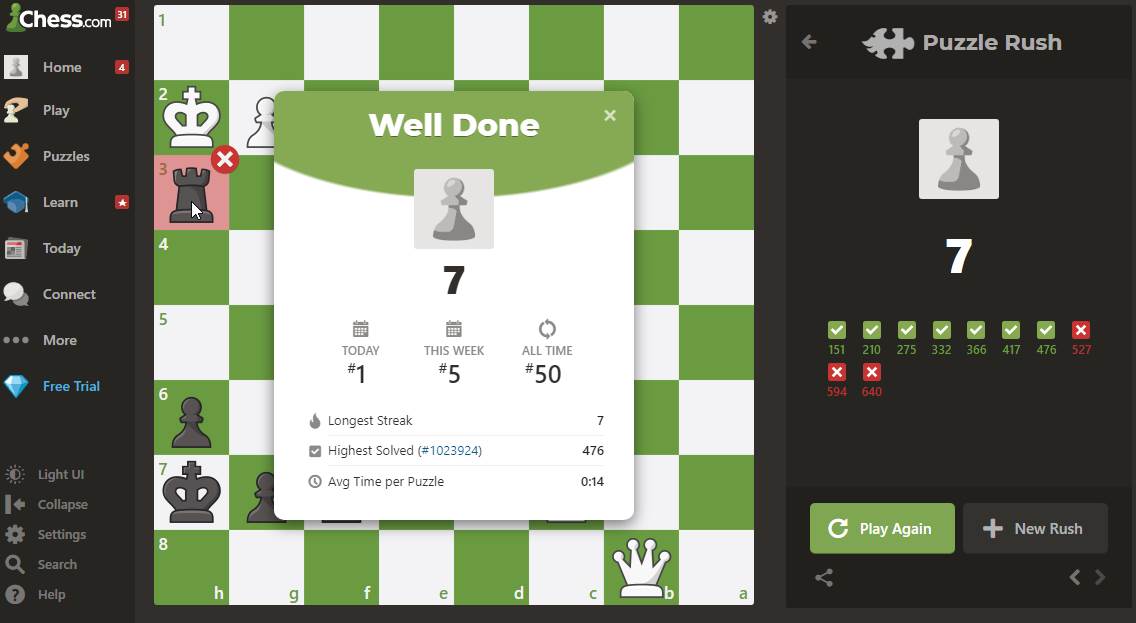 Chess.com 31
Home 4
Play
Puzzles
Learn
Today
Connect
More
Free Trial
Light UI
Collapse
Settings
Search
Help
1
2
3
4
5
6
7
8
h g f e d c b a
Well Done
×
7
TODAY
#1
THIS WEEK
#5
ALL TIME
#50
Longest Streak 7
Highest Solved (#1023924) 476
Avg Time per Puzzle 0:14
Puzzle Rush
7
151 210 275 332 366 417 476 527
594 640
Play Again
New Rush